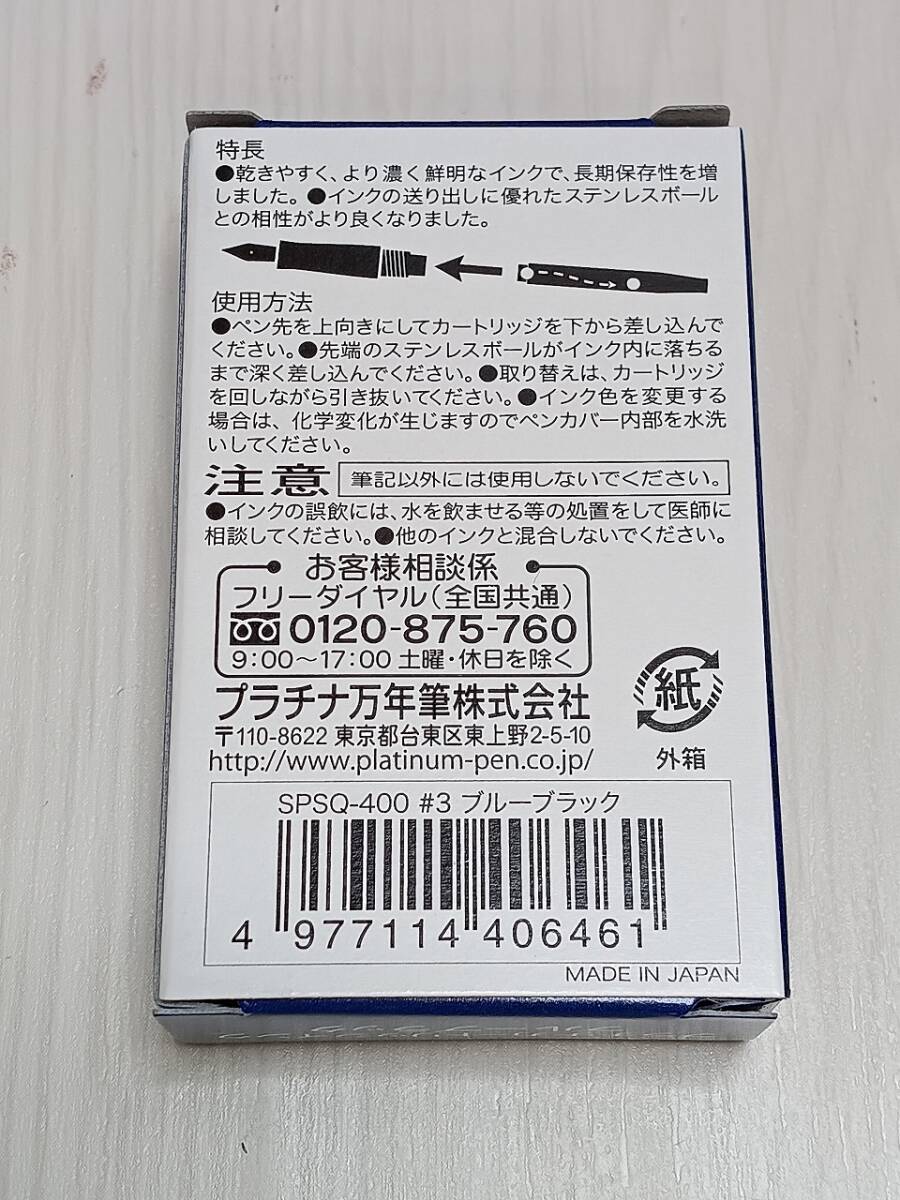 特長
●乾きやすく、より濃く鮮明なインクで、長期保存性を増
しました。●インクの送り出しに優れたステンレスボール
との相性がより良くなりました。
使用方法
●ペン先を上向きにしてカートリッジを下から差し込んで
ください。●先端のステンレスボールがインク内に落ちる
まで深く差し込んでください。●取り替えは、カートリッジ
を回しながら引き抜いてください。●インク色を変更する
場合は、化学変化が生じますのでペンカバー内部を水洗
いしてください。
注意 筆記以外には使用しないでください。
●インクの誤飲には、水を飲ませる等の処置をして医師に
相談してください。●他のインクと混合しないでください。
お客様相談係
フリーダイヤル(全国共通)
0120-875-760
9:00〜17:00 土曜・休日を除く
プラチナ万年筆株式会社
〒110-8622 東京都台東区東上野2-5-10
http://www.platinum-pen.co.jp/
紙
外箱
SPSQ-400 #3 ブルーブラック
4 977114 406461
MADE IN JAPAN